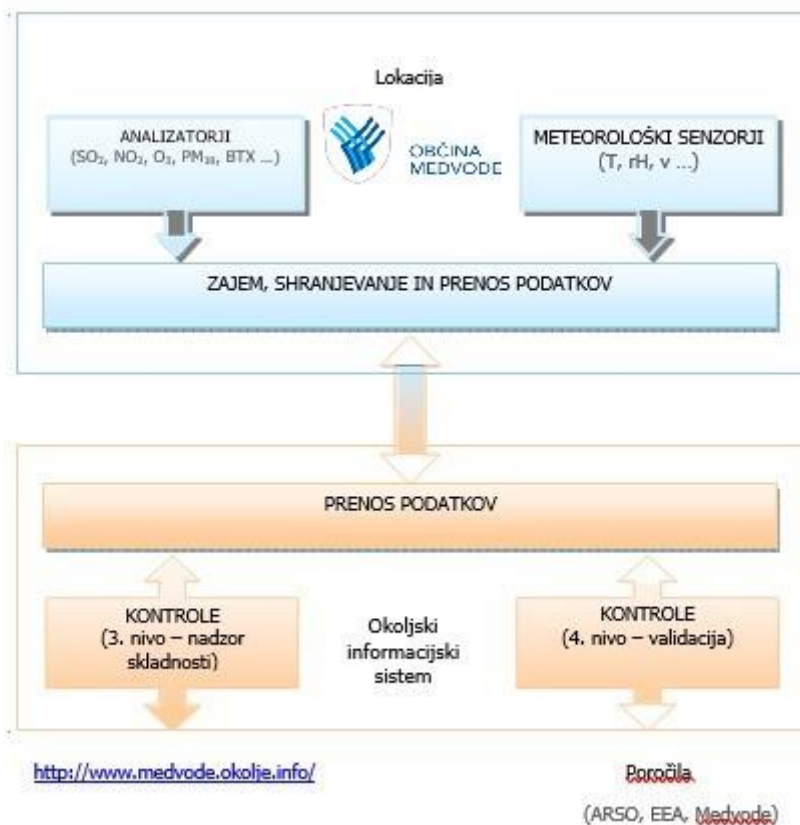 Lokacija
ANALIZATORJI
(SO₂, NO₂, O₃, PM₁₀, BTX ...)
OBČINA
MEDVODE
METEOROLOŠKI SENZORJI
(T, rH, v ...)
ZAJEM, SHRANJEVANJE IN PRENOS PODATKOV
PRENOS PODATKOV
KONTROLE
(3. nivo – nadzor
skladnosti)
Okoljski
informacijski
sistem
KONTROLE
(4. nivo – validacija)
http://www.medvode.okolje.info/
Poročila
(ARSO, EEA, Medvode)